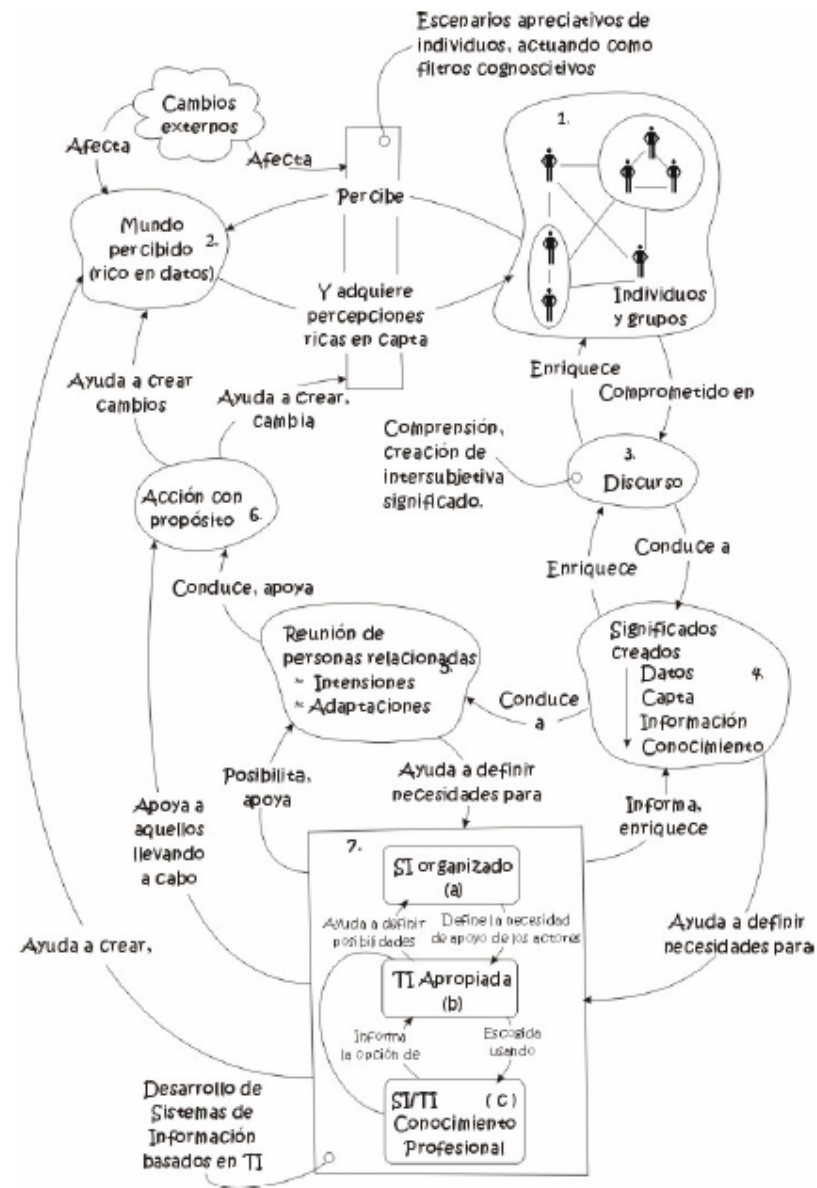 Escenarios apreciativos de
individuos, actuando como
filtros cognoscitivos
Cambios
externos
Afecta
Afecta
1.
Percibe
Mundo
percibido
(rico en datos)
2.
Y adquiere
percepciones
ricas en capta
Individuos
y grupos
Enriquece
Comprometido en
Ayuda a crear
cambios
Ayuda a crear,
cambia
Comprensión,
creación de
intersubjetiva
significado.
3.
Discurso
Acción con
propósito
6.
Enriquece
Conduce a
Conduce, apoya
Reunión de
personas relacionadas
* Intensiones
* Adaptaciones
5.
Conduce
a
Significados
creados
Datos
Capta
Información
Conocimiento
4.
Posibilita,
apoya
Ayuda a definir
necesidades para
Informa,
enriquece
Apoya a
aquellos
llevando
a cabo
7.
SI organizado
(a)
Ayuda a definir
posibilidades
Define la necesidad
de apoyo de los actores
Ayuda a definir
necesidades para
Ayuda a crear,
TI Apropiada
(b)
Informa
la opción de
Escogida
usando
SI/TI (C)
Conocimiento
Profesional
Desarrollo de
Sistemas de
Información
basados en TI